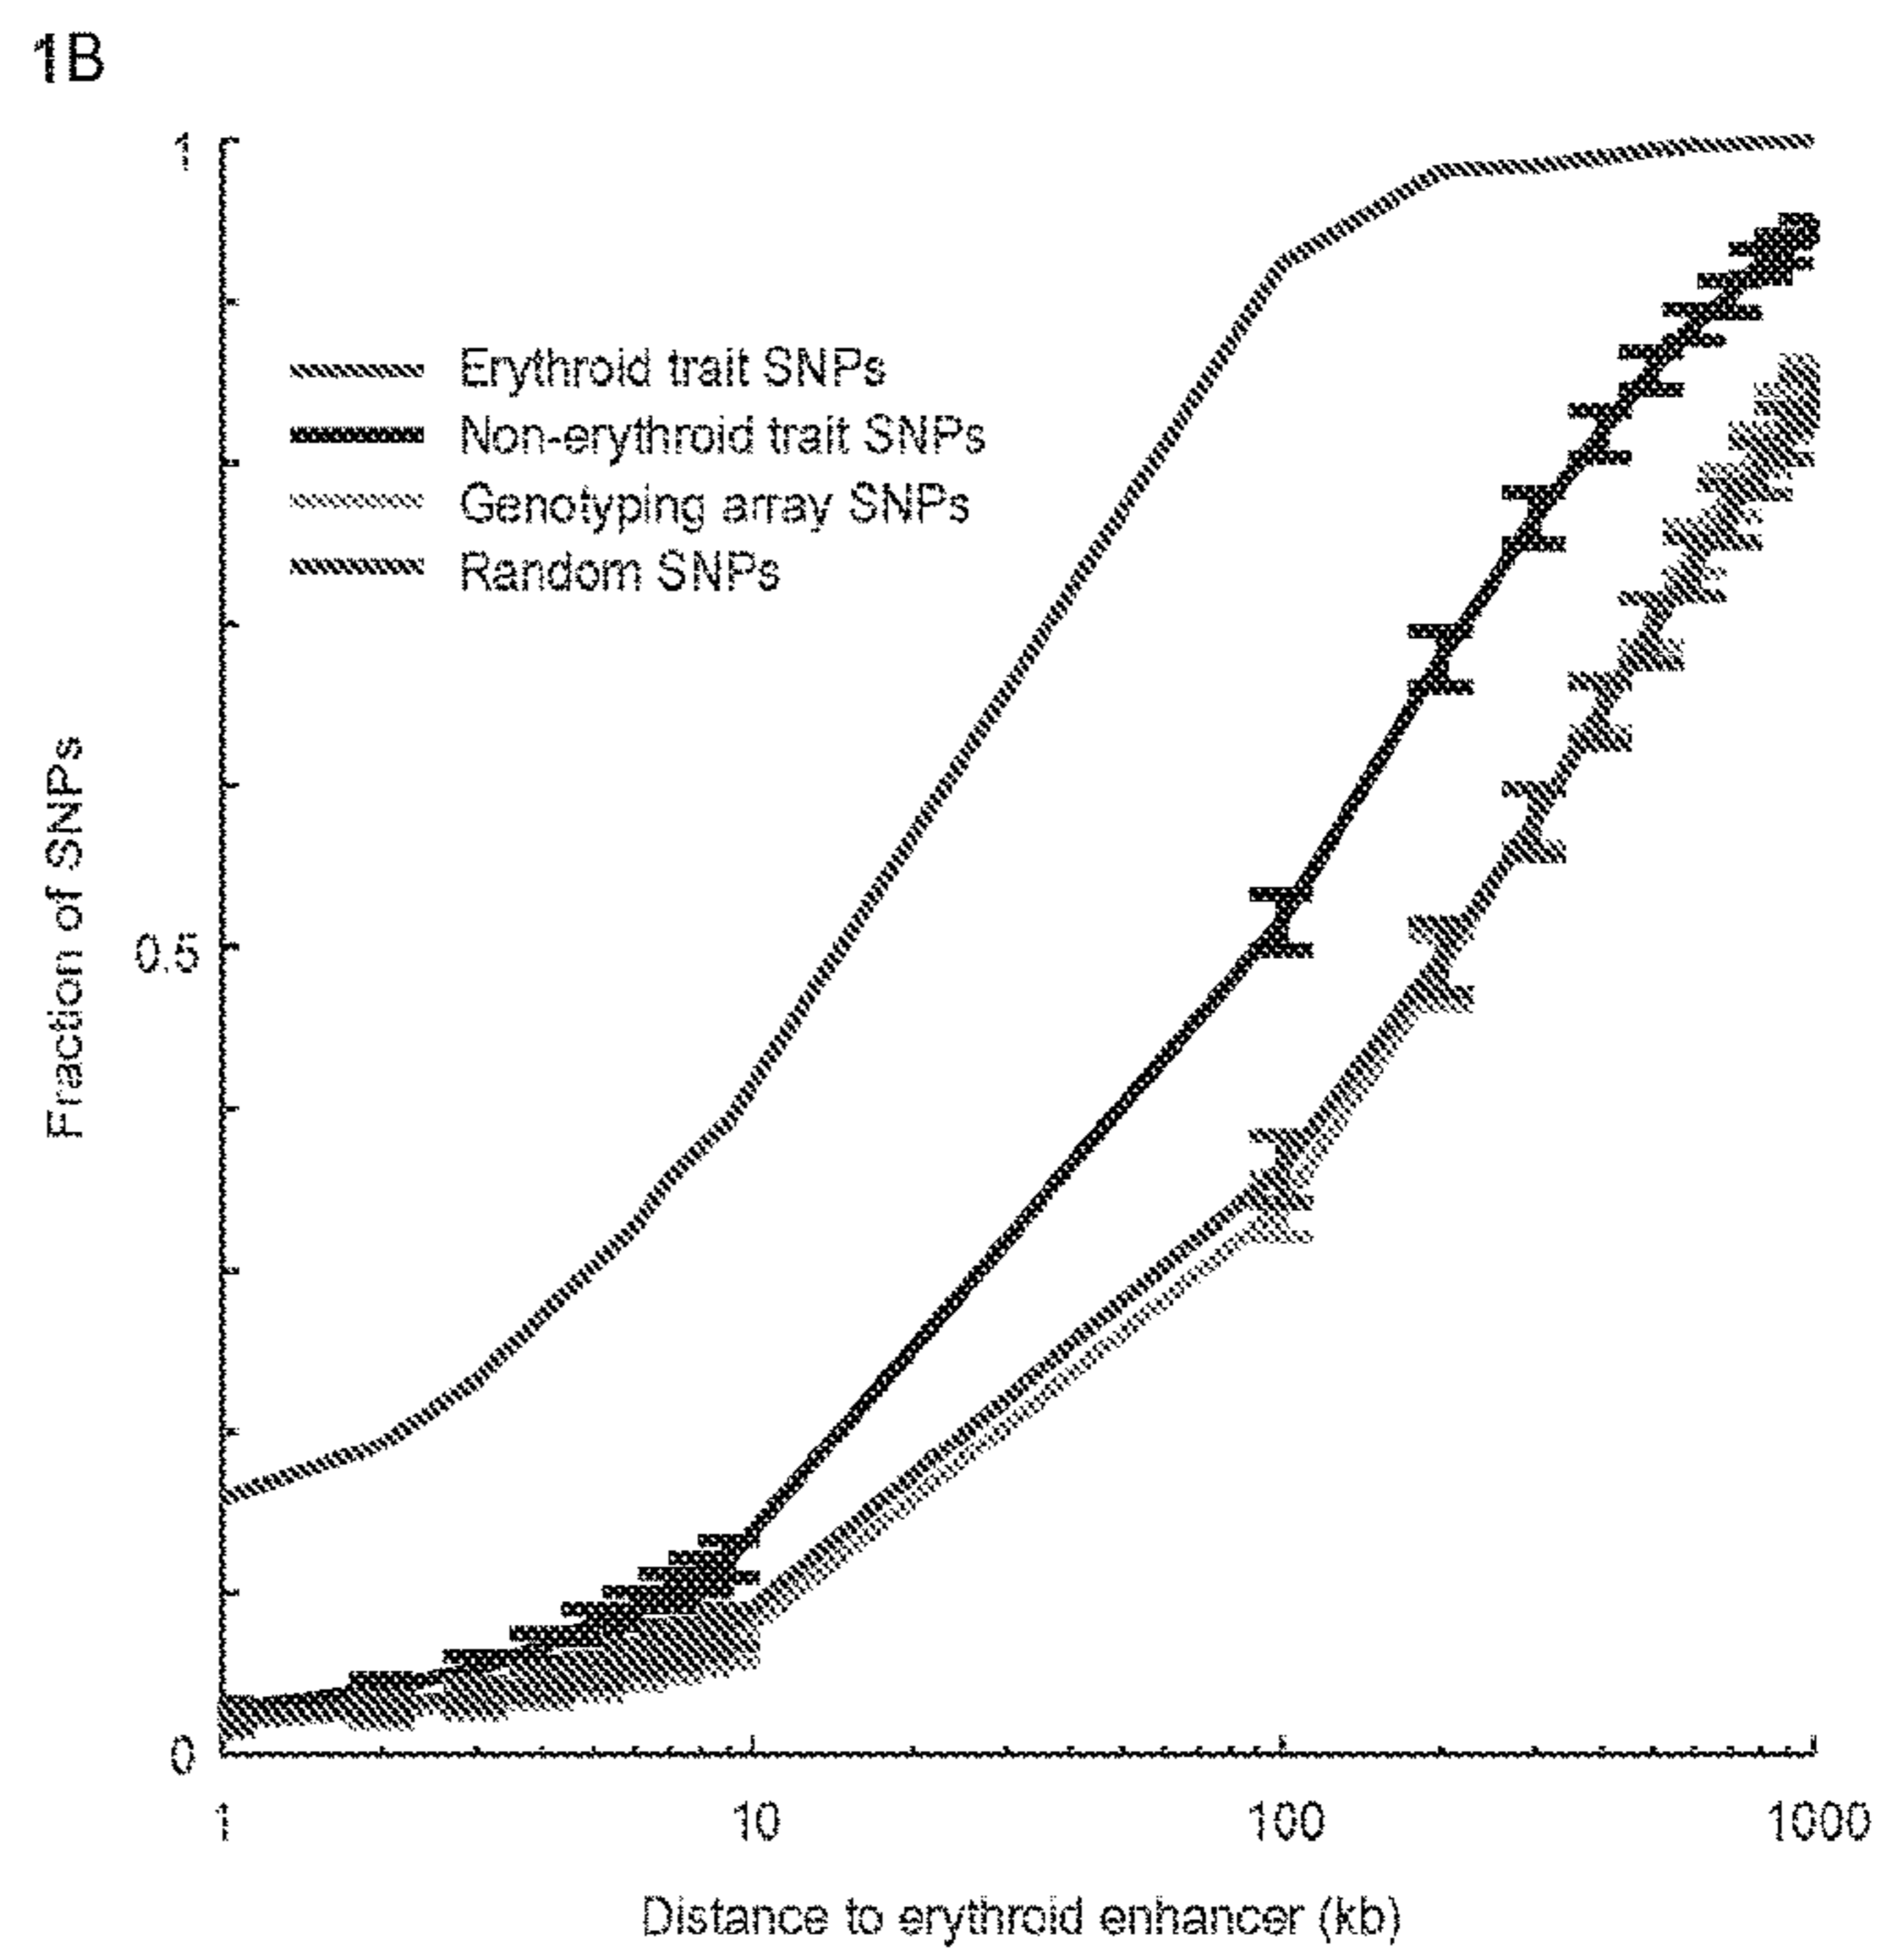 1B
1
Erythroid trait SNPs
Non-erythroid trait SNPs
Genotyping array SNPs
Random SNPs
Fraction of SNPs
0.5
0
1 10 100 1000
Distance to erythroid enhancer (kb)